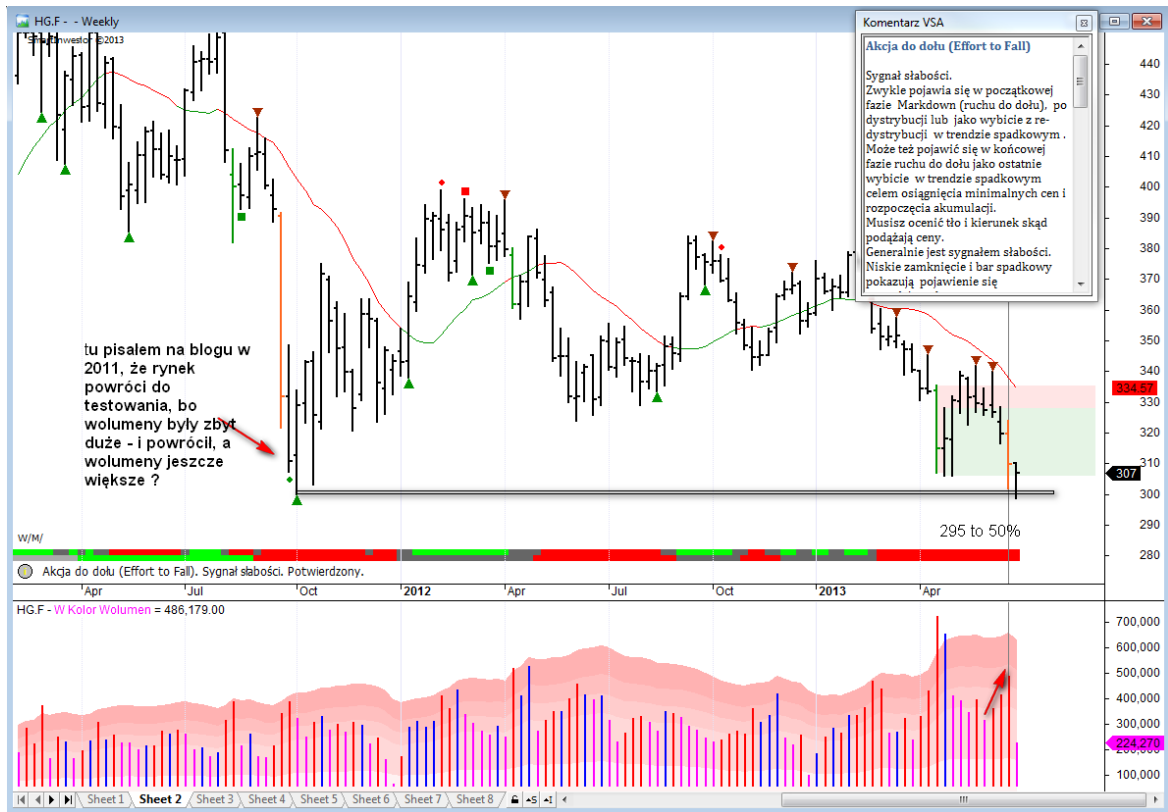 HG.F - - Weekly
SmartInvestor ©2013
Komentarz VSA
Akcja do dołu (Effort to Fall)
Sygnał słabości.
Zwykle pojawia się w początkowej
fazie Markdown (ruchu do dołu), po
dystrybucji lub jako wybicie z re-
dystrybucji w trendzie spadkowym .
Może też pojawić się w końcowej
fazie ruchu do dołu jako ostatnie
wybicie w trendzie spadkowym
celem osiągnięcia minimalnych cen i
rozpoczęcia akumulacji.
Musisz ocenić tło i kierunek skąd
podążają ceny.
Generalnie jest sygnałem słabości.
Niskie zamknięcie i bar spadkowy
pokazują pojawienie się
440
430
420
410
400
390
380
370
360
350
340
334.57
330
320
310
307
300
290
280
tu pisałem na blogu w
2011, że rynek
powróci do
testowania, bo
wolumeny były zbyt
duże - i powrócił, a
wolumeny jeszcze
większe ?
295 to 50%
W/M/
Akcja do dołu (Effort to Fall). Sygnał słabości. Potwierdzony.
Apr Jul Oct 2012 Apr Jul Oct 2013 Apr
HG.F - W Kolor Wolumen = 486,179.00
700,000
600,000
500,000
400,000
300,000
224,270
200,000
100,000
Sheet 1 Sheet 2 Sheet 3 Sheet 4 Sheet 5 Sheet 6 Sheet 7 Sheet 8 S I